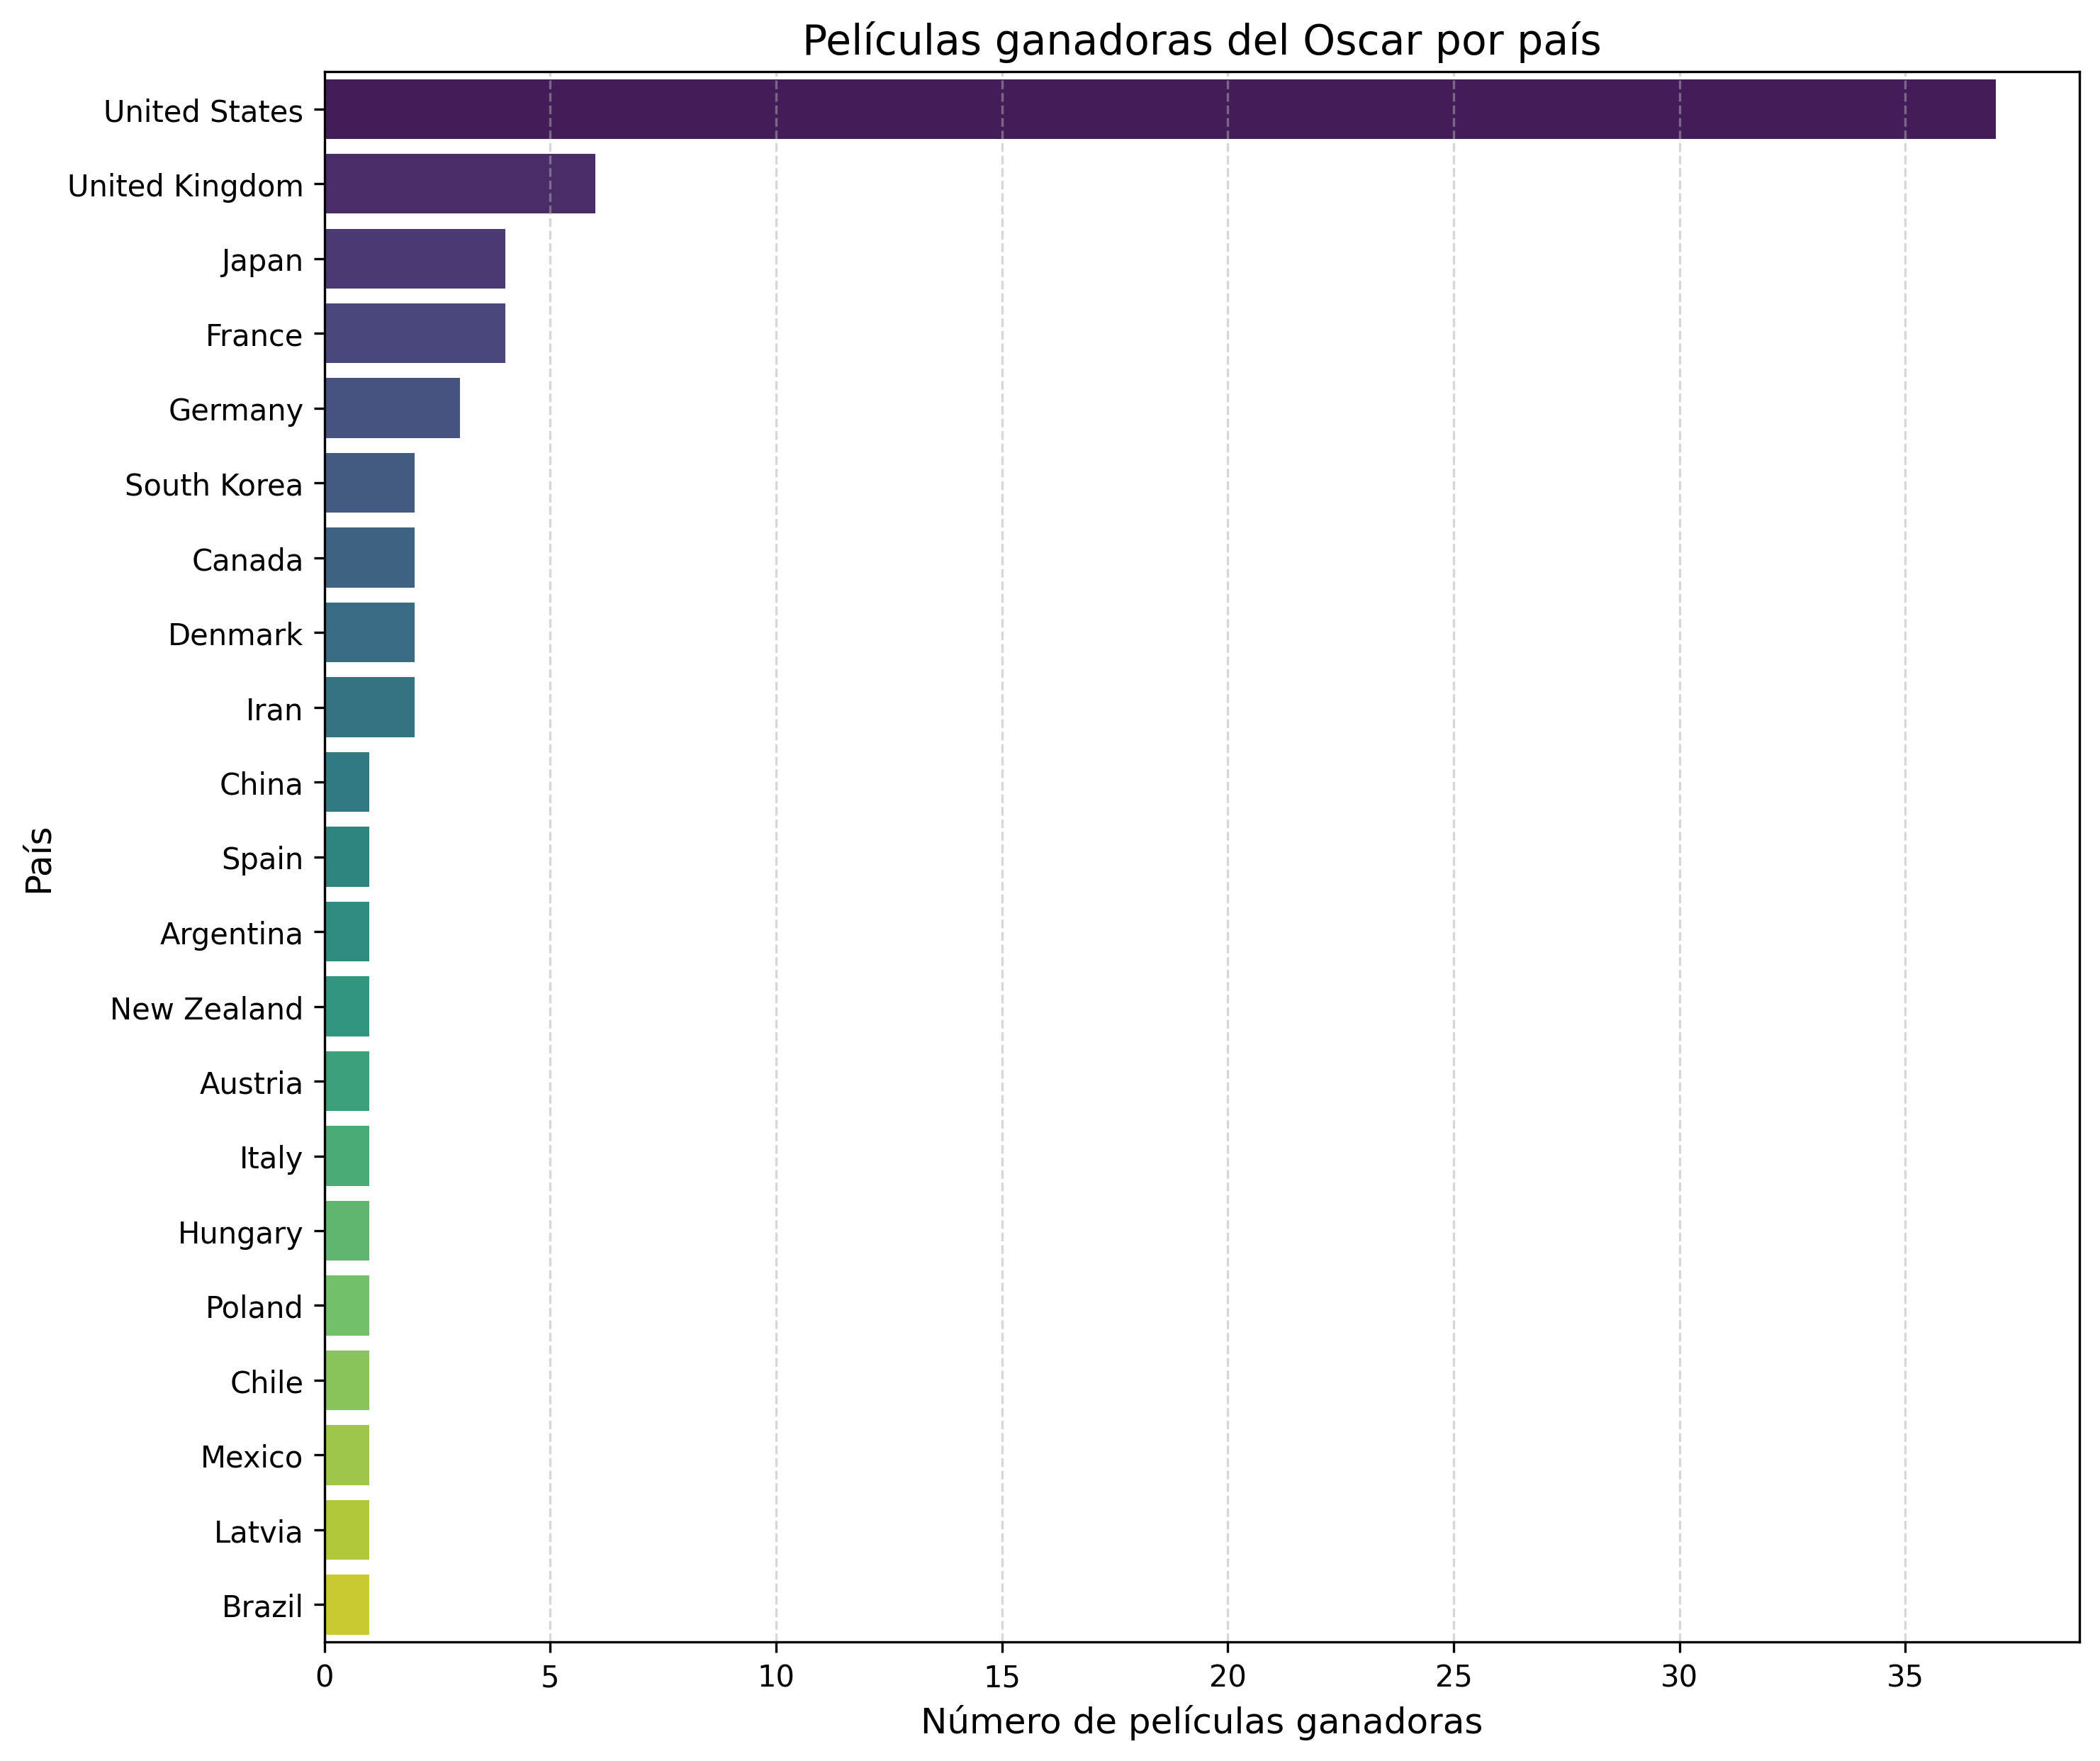 Películas ganadoras del Oscar por país
United States
United Kingdom
Japan
France
Germany
South Korea
Canada
Denmark
Iran
China
Spain
Argentina
New Zealand
Austria
Italy
Hungary
Poland
Chile
Mexico
Latvia
Brazil
País
0 5 10 15 20 25 30 35
Número de películas ganadoras